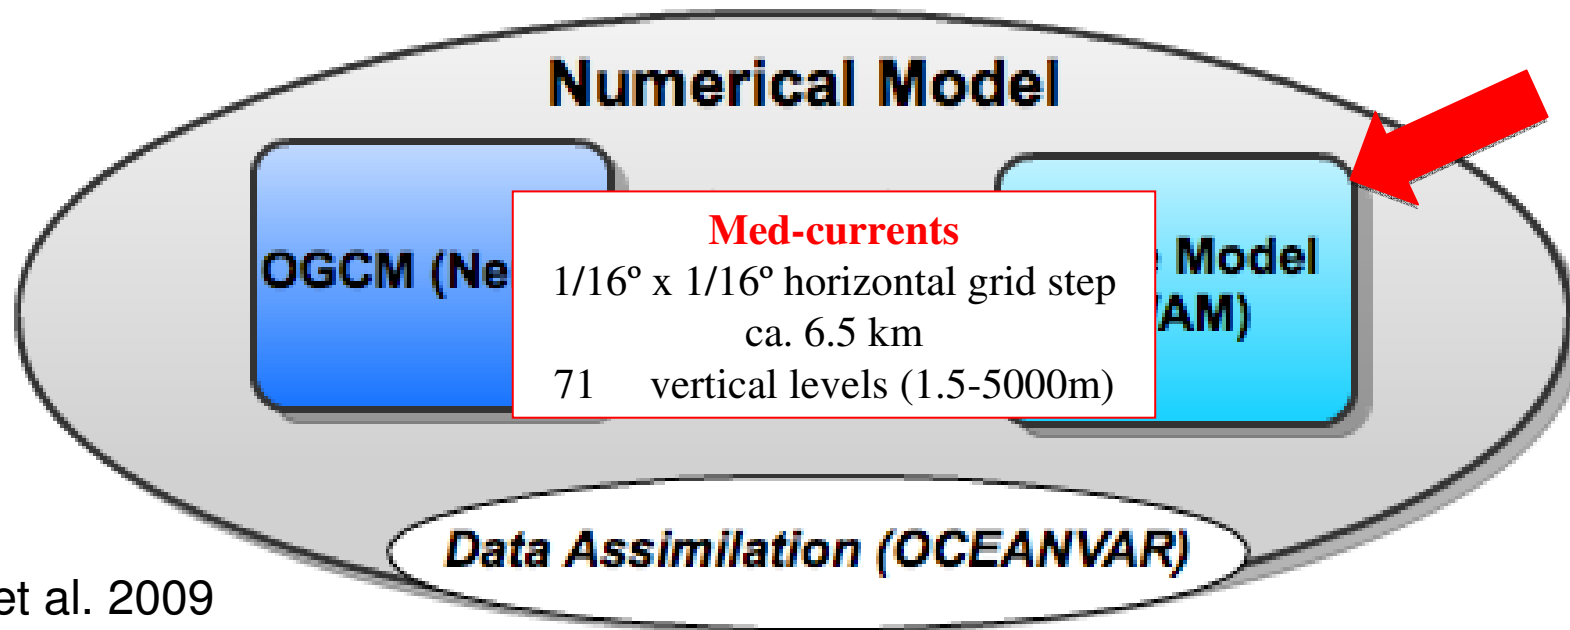 Numerical Model
OGCM (Ne
Med-currents
1/16º x 1/16º horizontal grid step
ca. 6.5 km
71 vertical levels (1.5-5000m)
Model
AM)
Data Assimilation (OCEANVAR)
et al. 2009